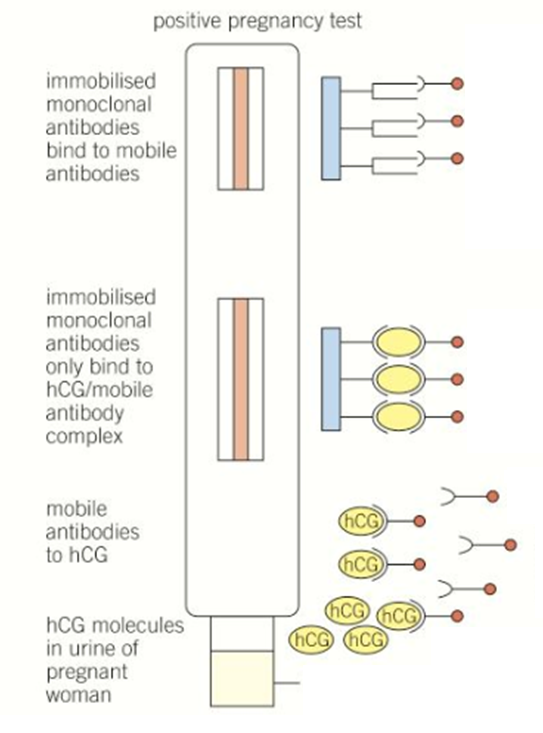 positive pregnancy test
immobilised
monoclonal
antibodies
bind to mobile
antibodies
immobilised
monoclonal
antibodies
only bind to
hCG/mobile
antibody
complex
mobile
antibodies
to hCG
hCG
hCG
hCG molecules
in urine of
pregnant
woman
hCG
hCG
hCG
hCG